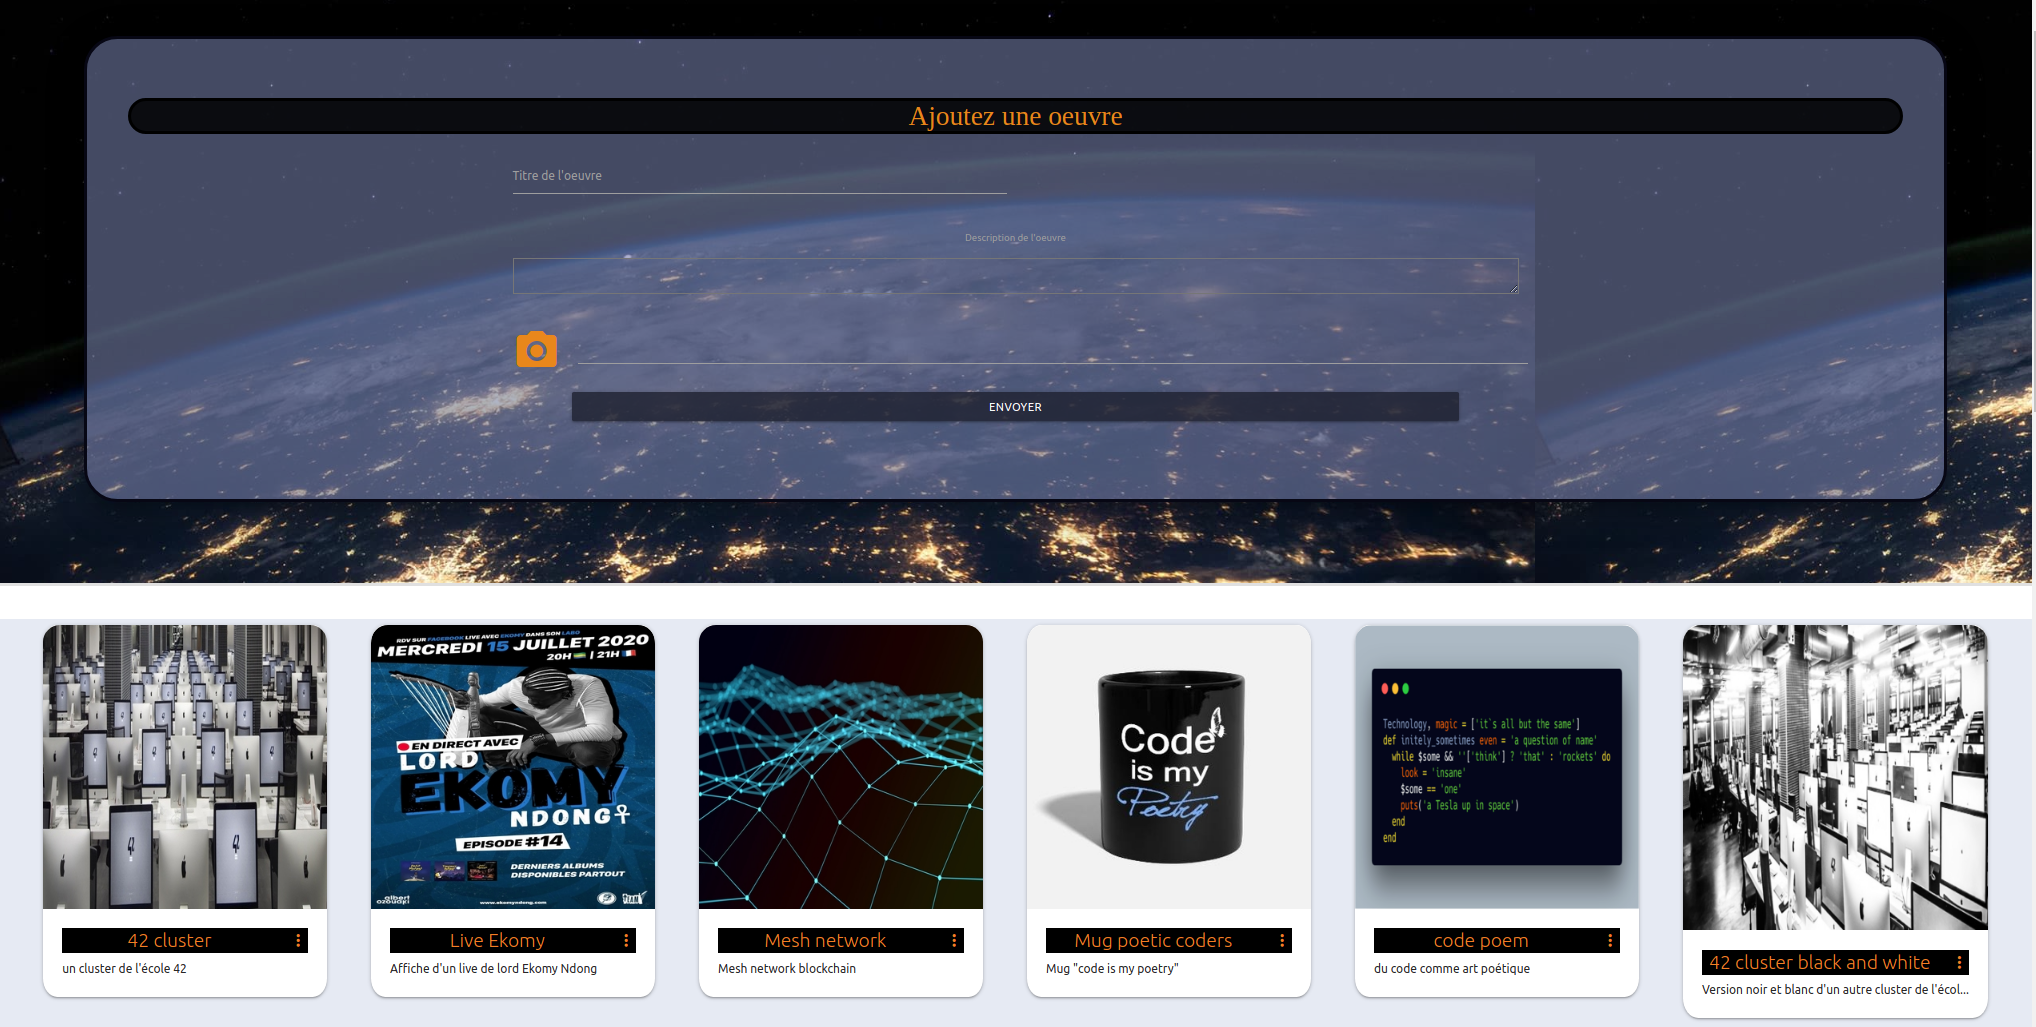 Ajoutez une oeuvre
Titre de l'oeuvre
Description de l'oeuvre
ENVOYER
RDV SUR FACEBOOK LIVE AVEC EKOMY DANS SON LABO
MERCREDI 15 JUILLET 2020
20H | 21H
EN DIRECT AVEC
LORD
EKOMY
NDONG
EPISODE #14
DERNIERS ALBUMS
DISPONIBLES PARTOUT
www.ekomyndong.com
Code
is my
Poetry
Technology, magic = ['it`s all but the same']
def initely_sometimes even = 'a question of name'
while $some && ''['think'] ? 'that' : 'rockets' do
look = 'insane'
$some == 'one'
puts('a Tesla up in space')
end
end
42 cluster
un cluster de l'école 42
Live Ekomy
Affiche d'un live de lord Ekomy Ndong
Mesh network
Mesh network blockchain
Mug poetic coders
Mug "code is my poetry"
code poem
du code comme art poétique
42 cluster black and white
Version noir et blanc d'un autre cluster de l'écol...